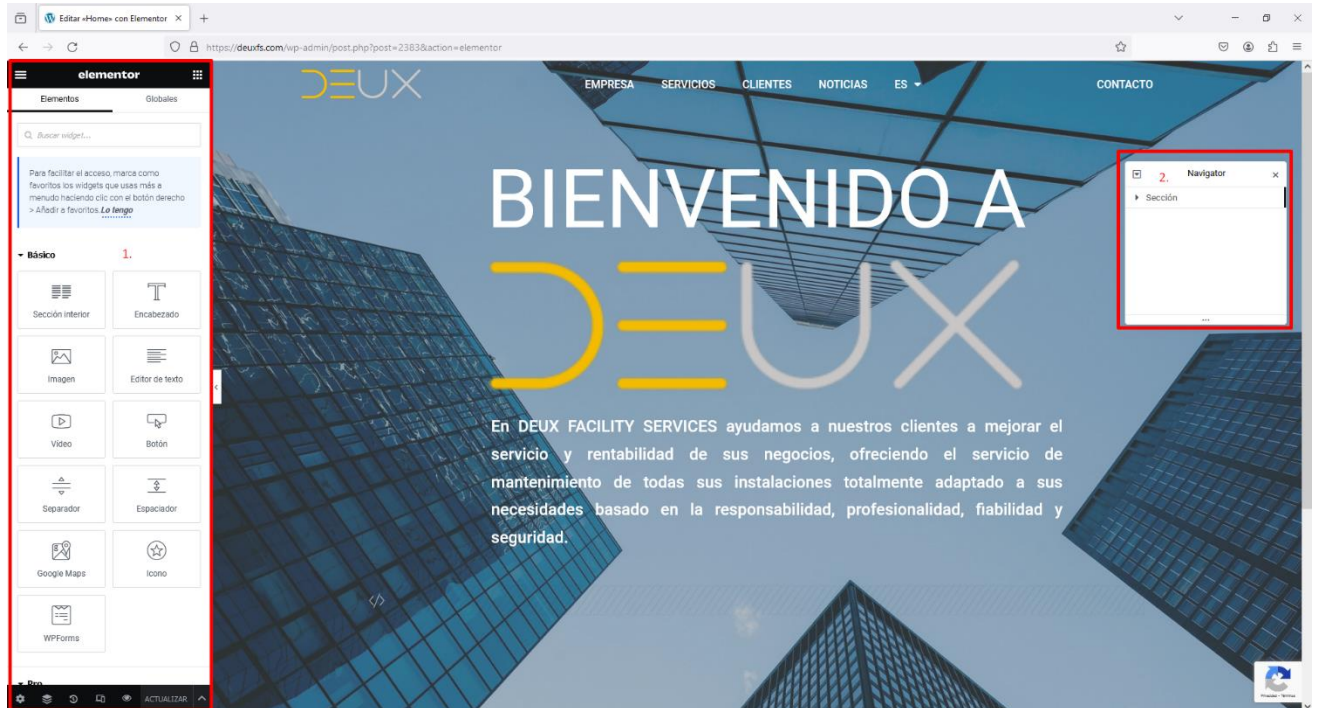 Editar «Home» con Elementor
https://deuxfs.com/wp-admin/post.php?post=2383&action=elementor
elementor
Elementos Globales
Buscar widget...
Para facilitar el acceso, marca como
favoritos los widgets que usas más a
menudo haciendo clic con el botón derecho
> Añadir a favoritos. Lo tengo
Básico 1.
Sección interior Encabezado
Imagen Editor de texto
Vídeo Botón
Separador Espaciador
Google Maps Icono
WPForms
Pro
ACTUALIZAR
DEUX
EMPRESA SERVICIOS CLIENTES NOTICIAS ES CONTACTO
BIENVENIDO A
DEUX
En DEUX FACILITY SERVICES ayudamos a nuestros clientes a mejorar el
servicio y rentabilidad de sus negocios, ofreciendo el servicio de
mantenimiento de todas sus instalaciones totalmente adaptado a sus
necesidades basado en la responsabilidad, profesionalidad, fiabilidad y
seguridad.
2. Navigator
Sección